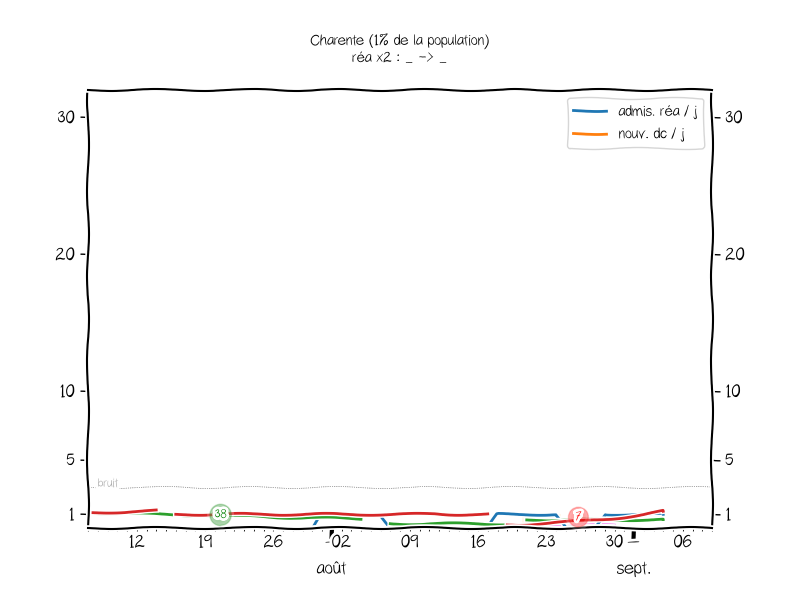 Charente (1% de la population)
réa x2 : _ -> _
admis. réa / j
nouv. dc / j
30
30
20
20
10
10
5
5
bruit
1
38
7
1
12 19 26 02 09 16 23 30 06
août sept.